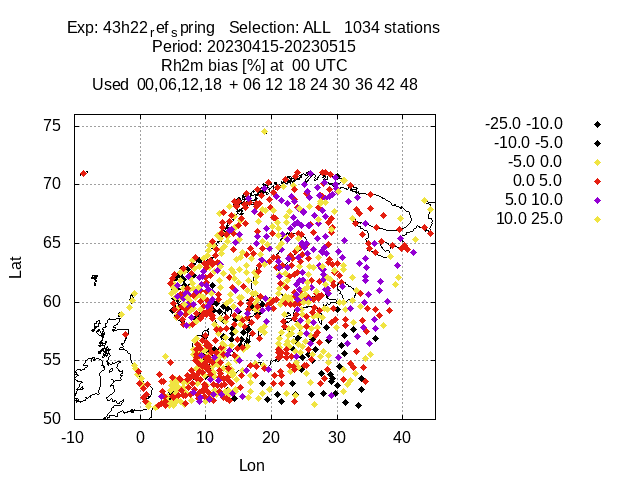 Exp: 43h22ᵣefₛpring   Selection: ALL   1034 stations
Period: 20230415-20230515
Rh2m bias [%] at  00 UTC
Used  00,06,12,18  + 06 12 18 24 30 36 42 48
-25.0 -10.0
-10.0 -5.0
-5.0 0.0
0.0 5.0
5.0 10.0
10.0 25.0
75
70
65
60
55
50
Lat
-10 0 10 20 30 40
Lon